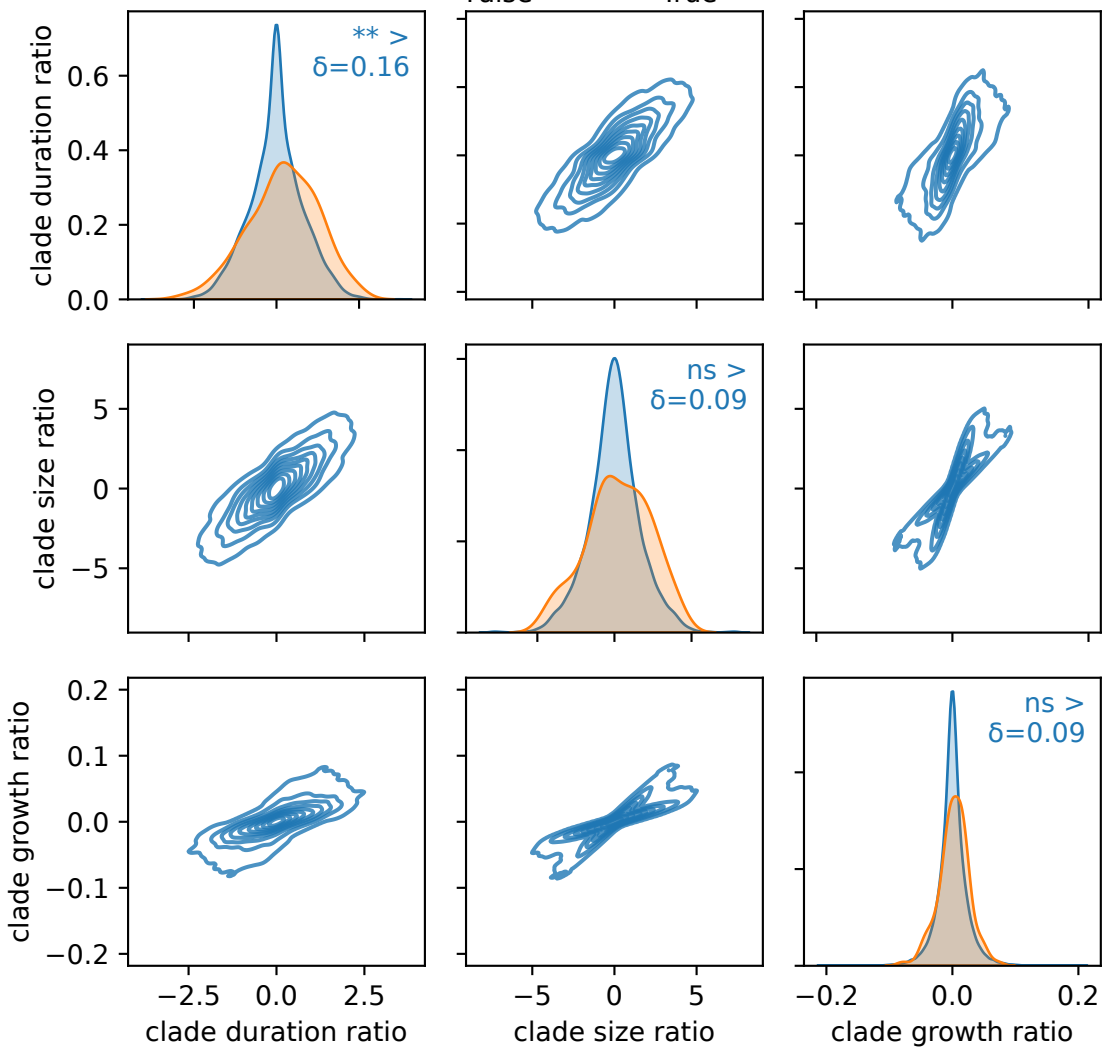 clade duration ratio
0.6
0.4
0.2
0.0
** >
δ=0.16
clade size ratio
5
0
−5
ns >
δ=0.09
clade growth ratio
0.2
0.1
0.0
−0.1
−0.2
ns >
δ=0.09
−2.5 0.0 2.5
−5 0 5
−0.2 0.0 0.2
clade duration ratio
clade size ratio
clade growth ratio